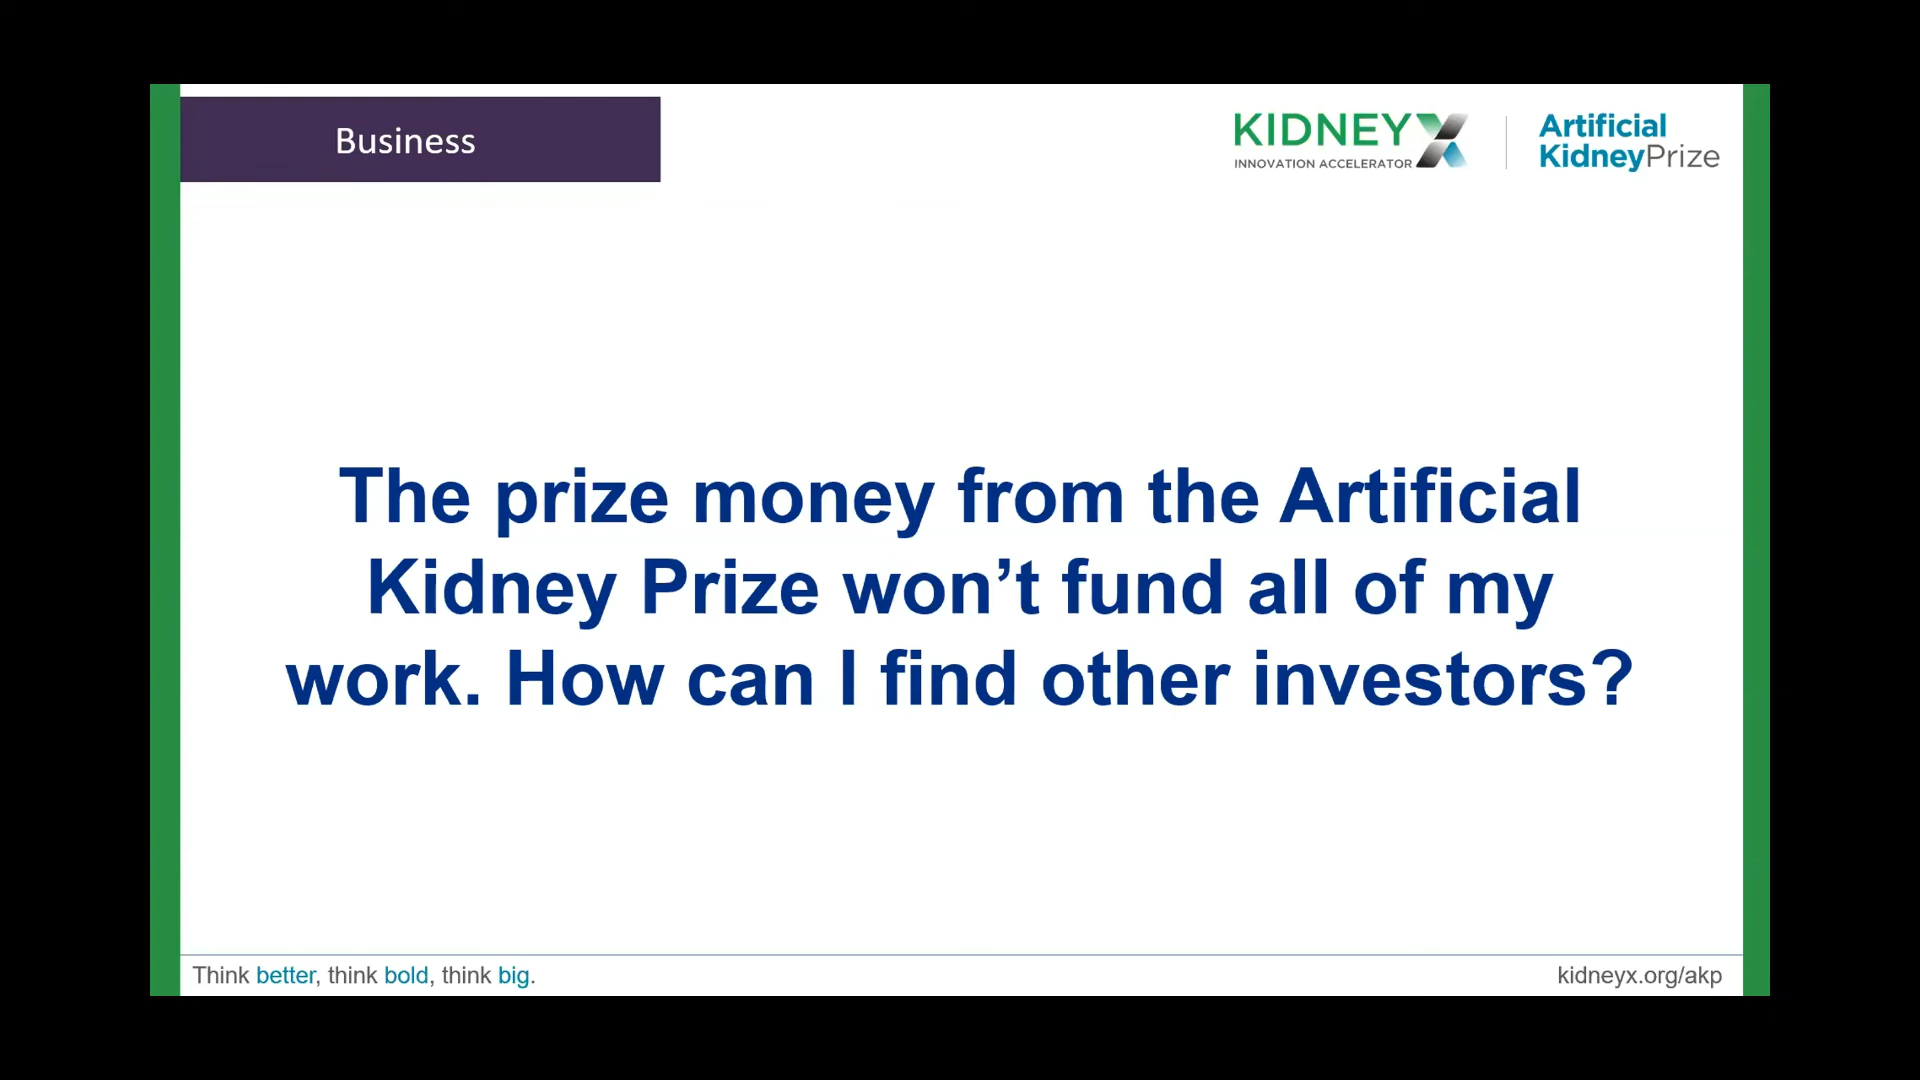 Business
KIDNEYX
INNOVATION ACCELERATOR
Artificial
KidneyPrize
The prize money from the Artificial
Kidney Prize won’t fund all of my
work. How can I find other investors?
Think better, think bold, think big.
kidneyx.org/akp